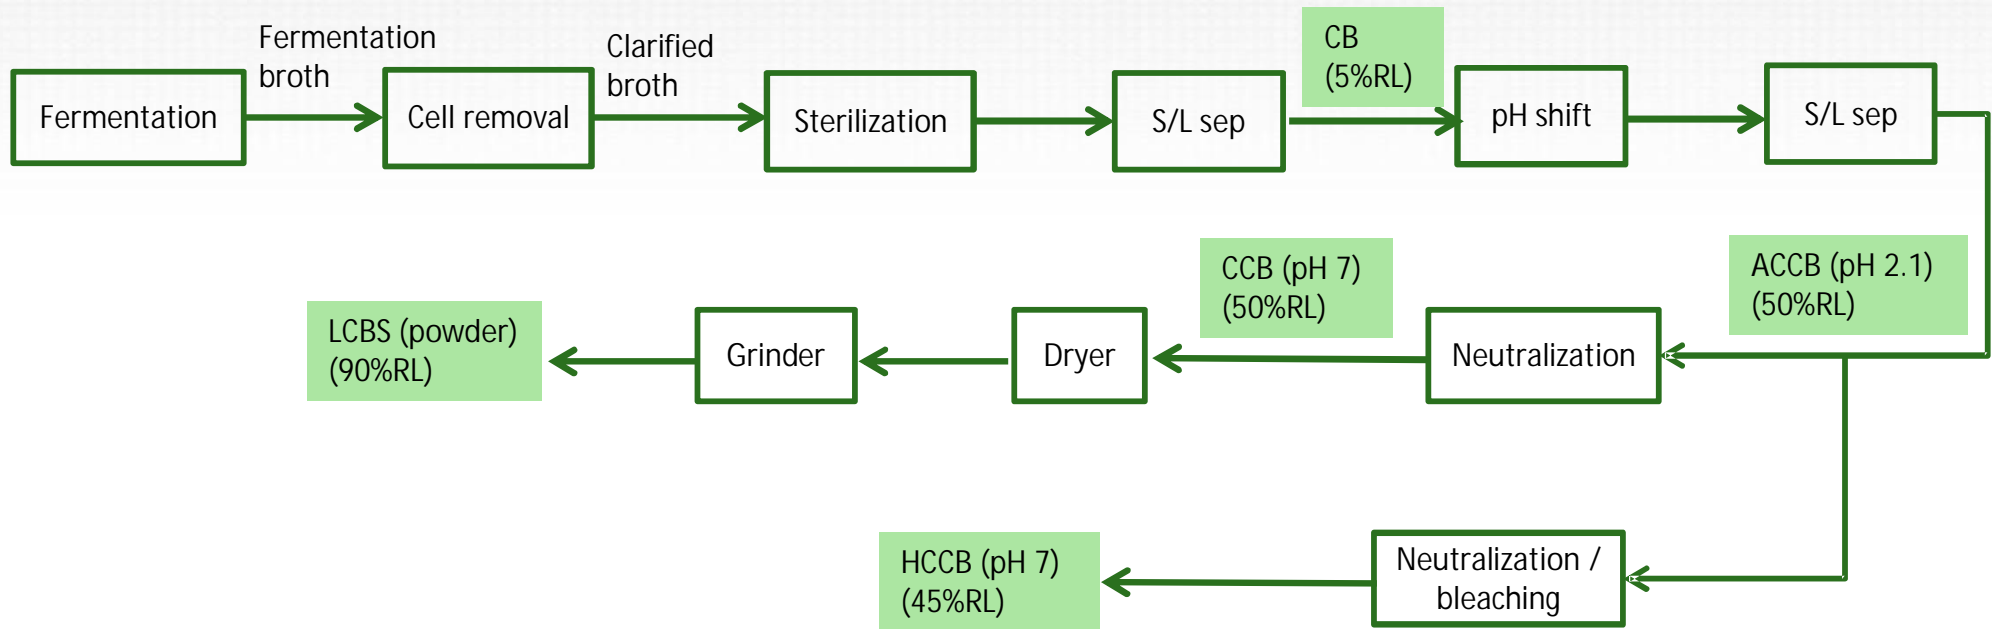 Fermentation
Fermentation
broth
Cell removal
Clarified
broth
Sterilization
S/L sep
CB
(5%RL)
pH shift
S/L sep
ACCB (pH 2.1)
(50%RL)
Neutralization
CCB (pH 7)
(50%RL)
Dryer
Grinder
LCBS (powder)
(90%RL)
Neutralization /
bleaching
HCCB (pH 7)
(45%RL)